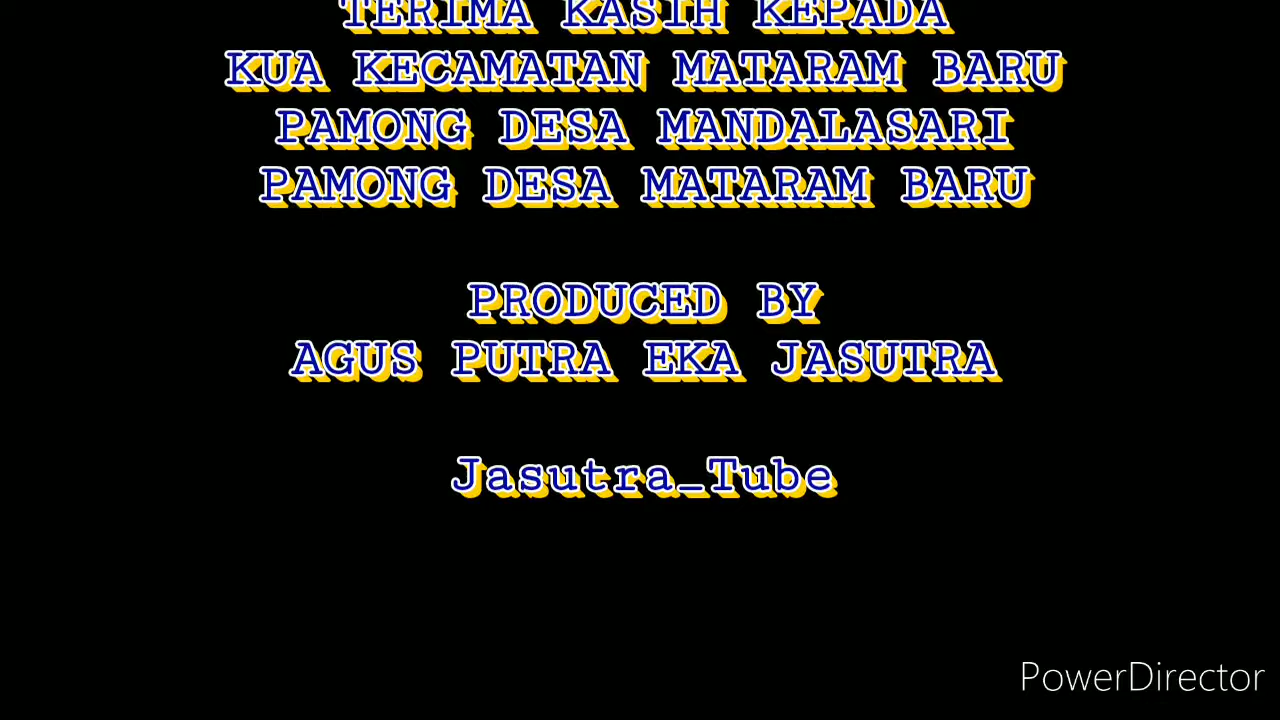 TERIMA KASIH KEPADA
KUA KECAMATAN MATARAM BARU
PAMONG DESA MANDALASARI
PAMONG DESA MATARAM BARU
PRODUCED BY
AGUS PUTRA EKA JASUTRA
Jasutra_Tube
PowerDirector